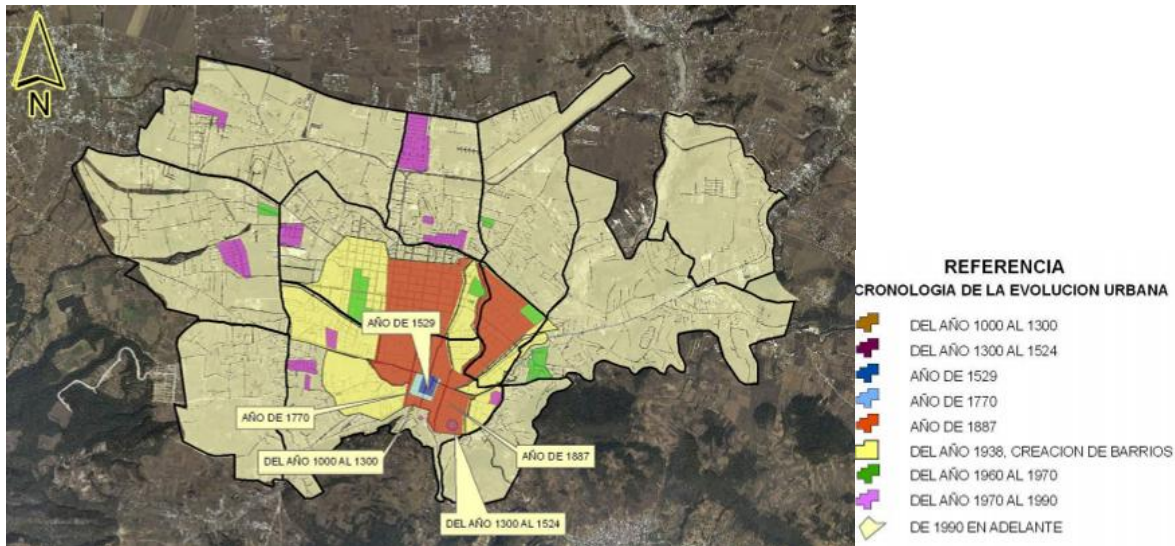 N
AÑO DE 1529
AÑO DE 1770
DEL AÑO 1000 AL 1300
AÑO DE 1887
DEL AÑO 1300 AL 1524
REFERENCIA
CRONOLOGIA DE LA EVOLUCION URBANA
DEL AÑO 1000 AL 1300
DEL AÑO 1300 AL 1524
AÑO DE 1529
AÑO DE 1770
AÑO DE 1887
DEL AÑO 1938, CREACION DE BARRIOS
DEL AÑO 1960 AL 1970
DEL AÑO 1970 AL 1990
DE 1990 EN ADELANTE